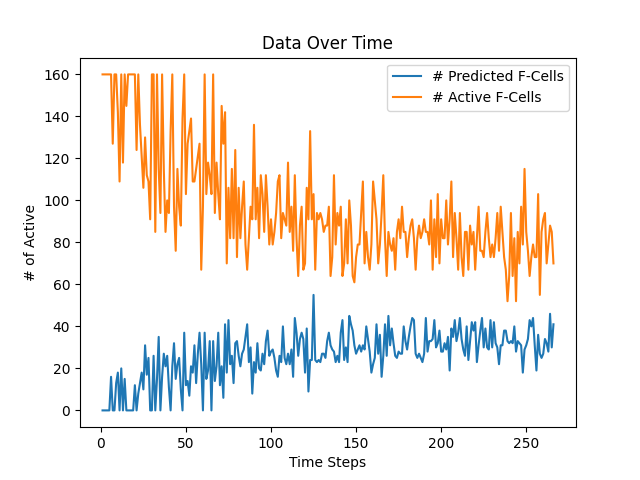 Data Over Time
# Predicted F-Cells
# Active F-Cells
# of Active
160
140
120
100
80
60
40
20
0
0 50 100 150 200 250
Time Steps